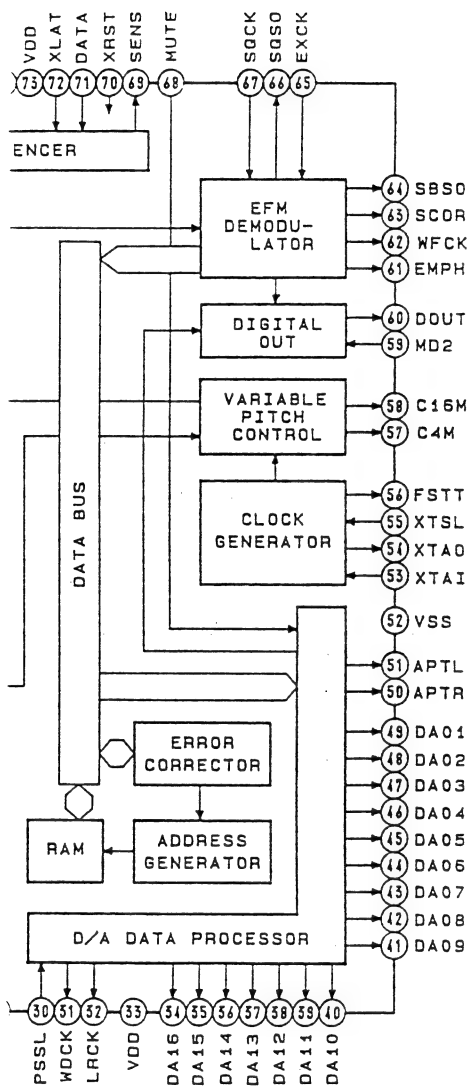 VDD
XLAT
DATA
XRST
SENS
MUTE
SQCK
SQSO
EXCK
73
72
71
70
69
68
67
66
65
ENCER
EFM
DEMODU-
LATOR
64 SBSO
63 SCOR
62 WFCK
61 EMPH
DIGITAL
OUT
60 DOUT
59 MD2
VARIABLE
PITCH
CONTROL
58 C16M
57 C4M
CLOCK
GENERATOR
56 FSTT
55 XTSL
54 XTAO
53 XTAI
52 VSS
DATA BUS
51 APTL
50 APTR
ERROR
CORRECTOR
RAM
ADDRESS
GENERATOR
49 DA01
48 DA02
47 DA03
46 DA04
45 DA05
44 DA06
43 DA07
42 DA08
41 DA09
D/A DATA PROCESSOR
30
31
32
33
34
35
36
37
38
39
40
PSSL
WDCK
LRCK
VDD
DA16
DA15
DA14
DA13
DA12
DA11
DA10